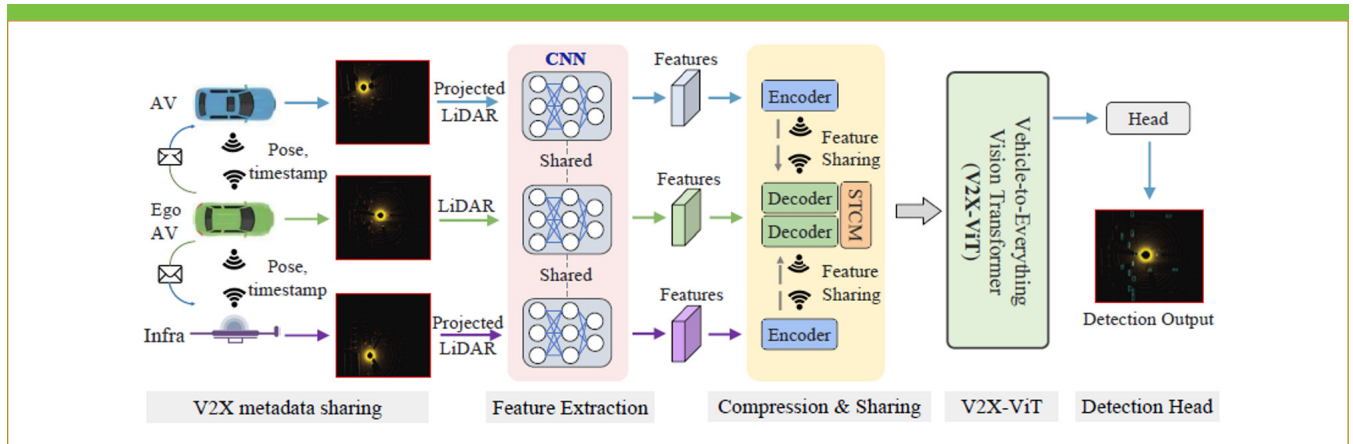 AV
Pose,
timestamp
Ego
AV
Pose,
timestamp
Infra
Projected
LiDAR
LiDAR
Projected
LiDAR
CNN
Shared
Shared
Features
Features
Features
Encoder
Feature
Sharing
Decoder
Decoder
STCM
Feature
Sharing
Encoder
Vehicle-to-Everything
Vision Transformer
(V2X-ViT)
Head
Detection Output
V2X metadata sharing
Feature Extraction
Compression & Sharing
V2X-ViT
Detection Head